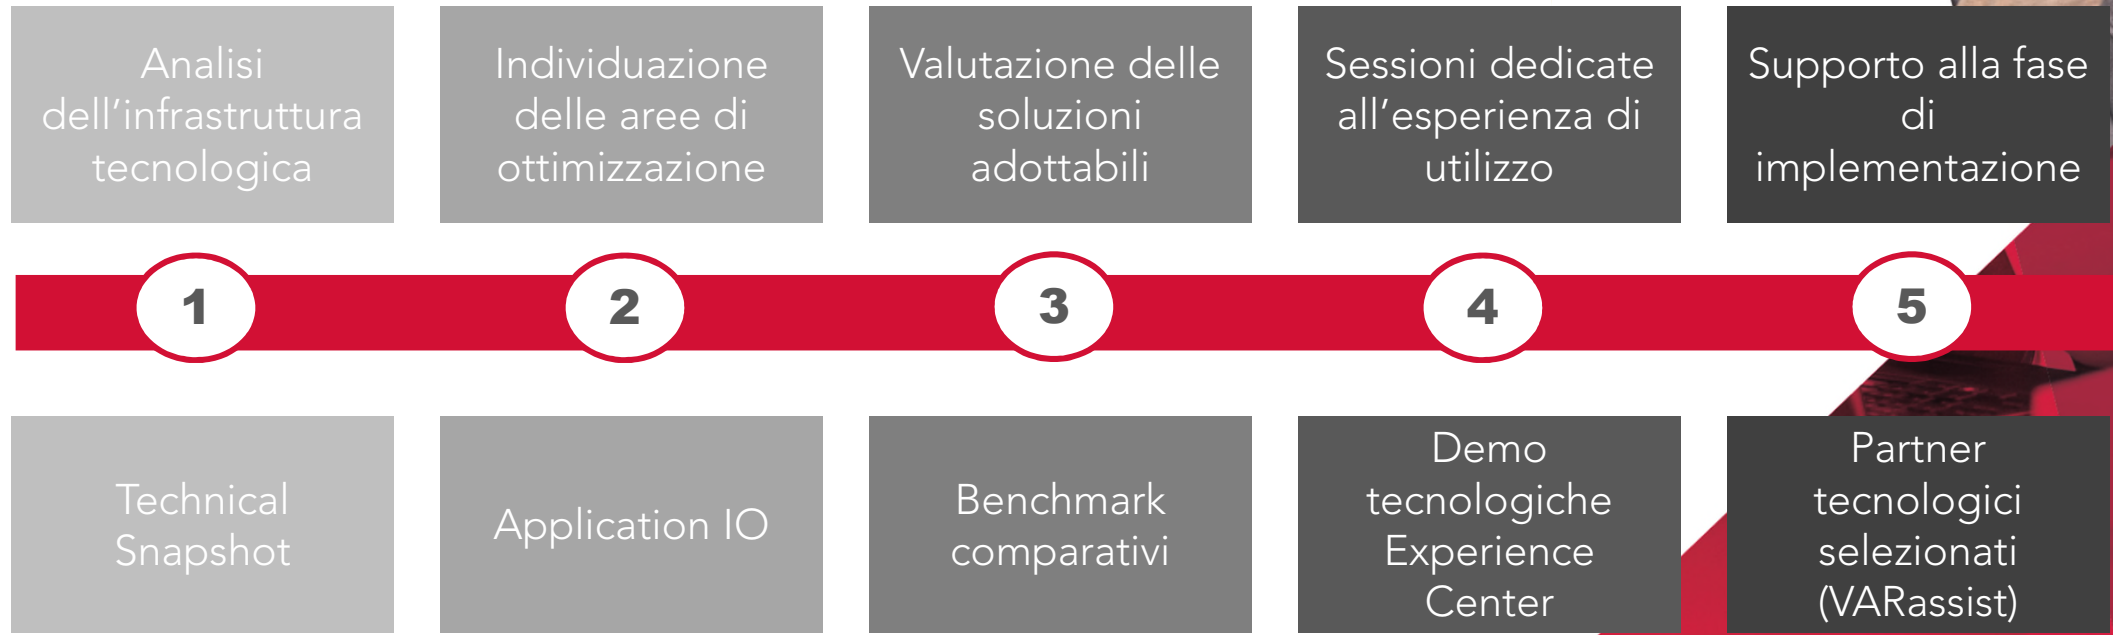 Analisi
dell’infrastruttura
tecnologica
Individuazione
delle aree di
ottimizzazione
Valutazione delle
soluzioni
adottabili
Sessioni dedicate
all’esperienza di
utilizzo
Supporto alla fase
di
implementazione
1
2
3
4
5
Technical
Snapshot
Application IO
Benchmark
comparativi
Demo
tecnologiche
Experience
Center
Partner
tecnologici
selezionati
(VARassist)